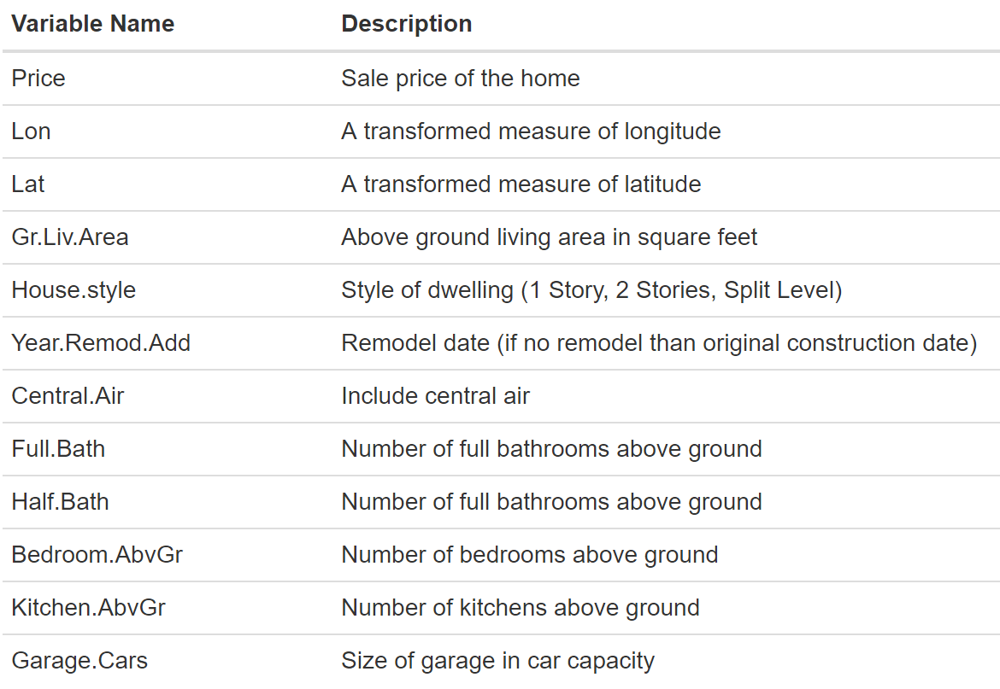 Variable Name Description
Price Sale price of the home
Lon A transformed measure of longitude
Lat A transformed measure of latitude
Gr.Liv.Area Above ground living area in square feet
House.style Style of dwelling (1 Story, 2 Stories, Split Level)
Year.Remod.Add Remodel date (if no remodel than original construction date)
Central.Air Include central air
Full.Bath Number of full bathrooms above ground
Half.Bath Number of full bathrooms above ground
Bedroom.AbvGr Number of bedrooms above ground
Kitchen.AbvGr Number of kitchens above ground
Garage.Cars Size of garage in car capacity